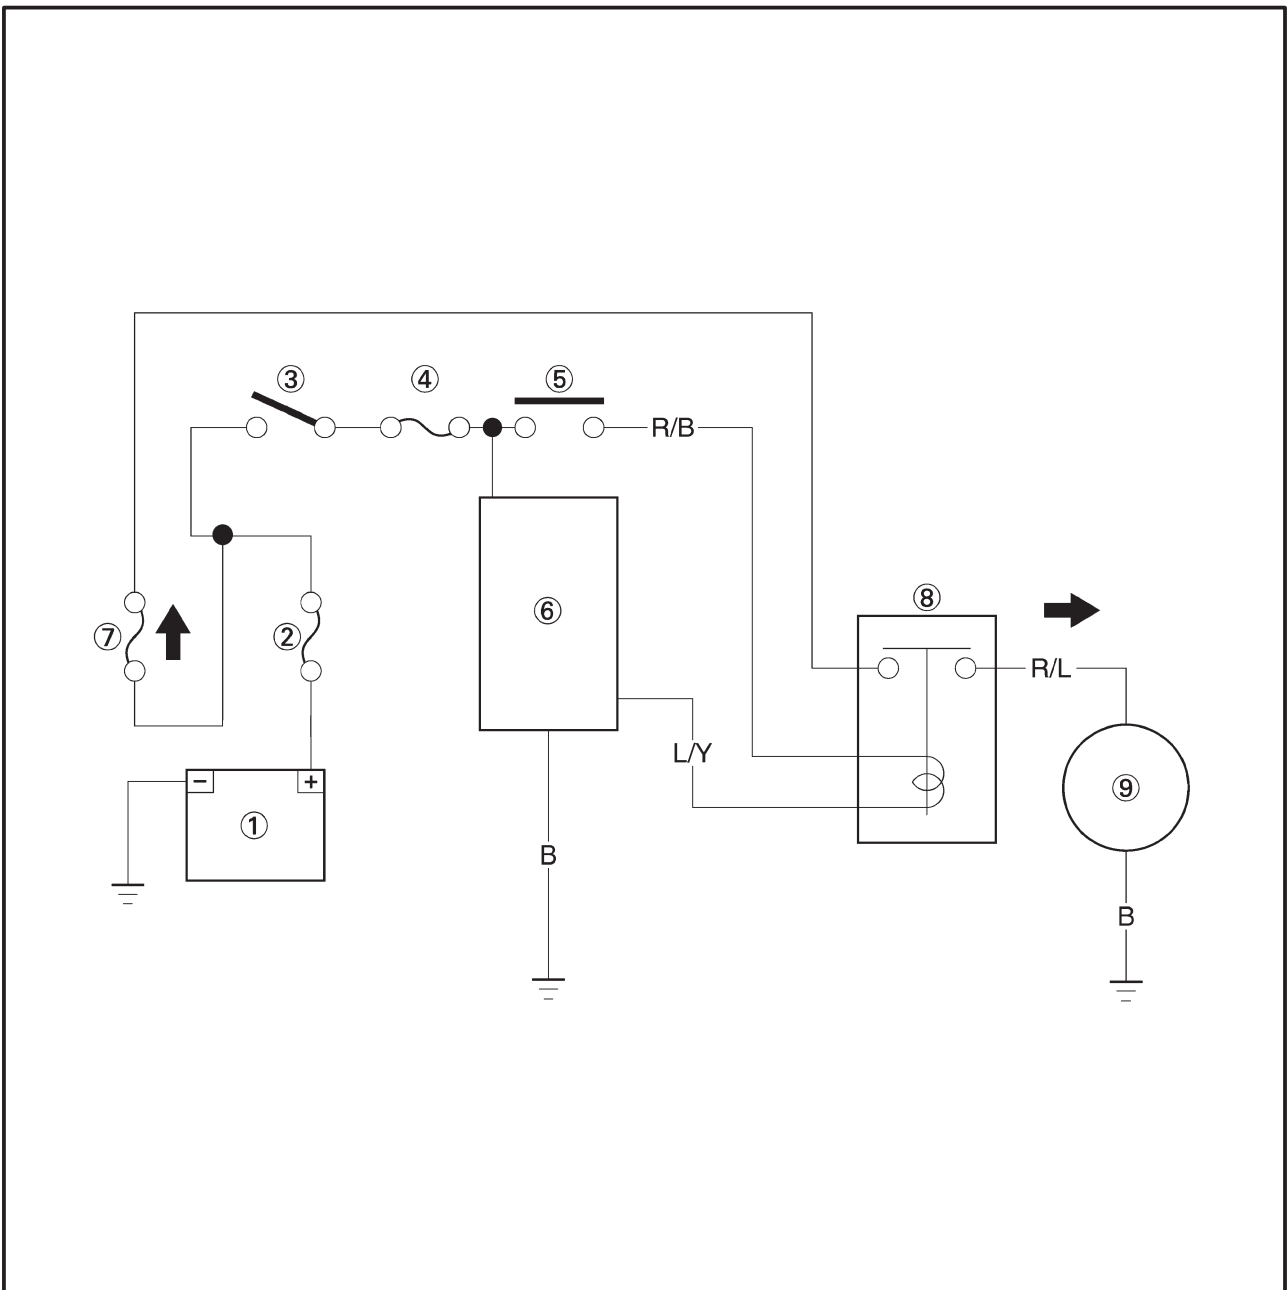 ③ ④ ⑤
R/B
⑥ ⑧
⑦ ②
R/L
L/Y
− +
⑨
①
B
B